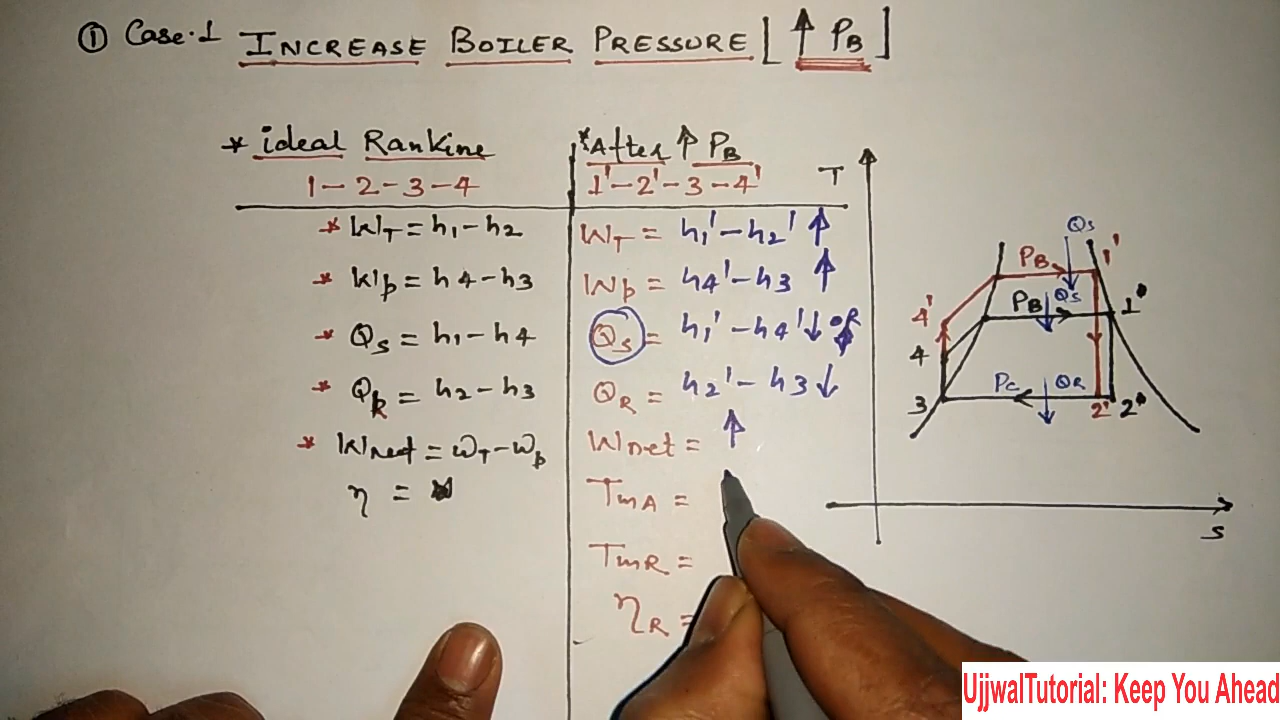 ① Case·1 INCREASE BOILER PRESSURE [↑ PB]
* ideal Rankine
1-2-3-4
* WT = h1-h2
* Wp = h4-h3
* QS = h1-h4
* QR = h2-h3
* Wnet = WT-Wp
η =
*After ↑ PB
1'-2'-3-4'
WT = h1'-h2' ↑
Wp = h4'-h3 ↑
QS = h1'-h4' ↓ OR ↑
QR = h2'-h3 ↓
Wnet = ↑
TmA =
TmR =
ηR =
T
QS
PB 1'
PB QS 1
4'
4
PC QR
3 2' 2
S
UjjwalTutorial: Keep You Ahead